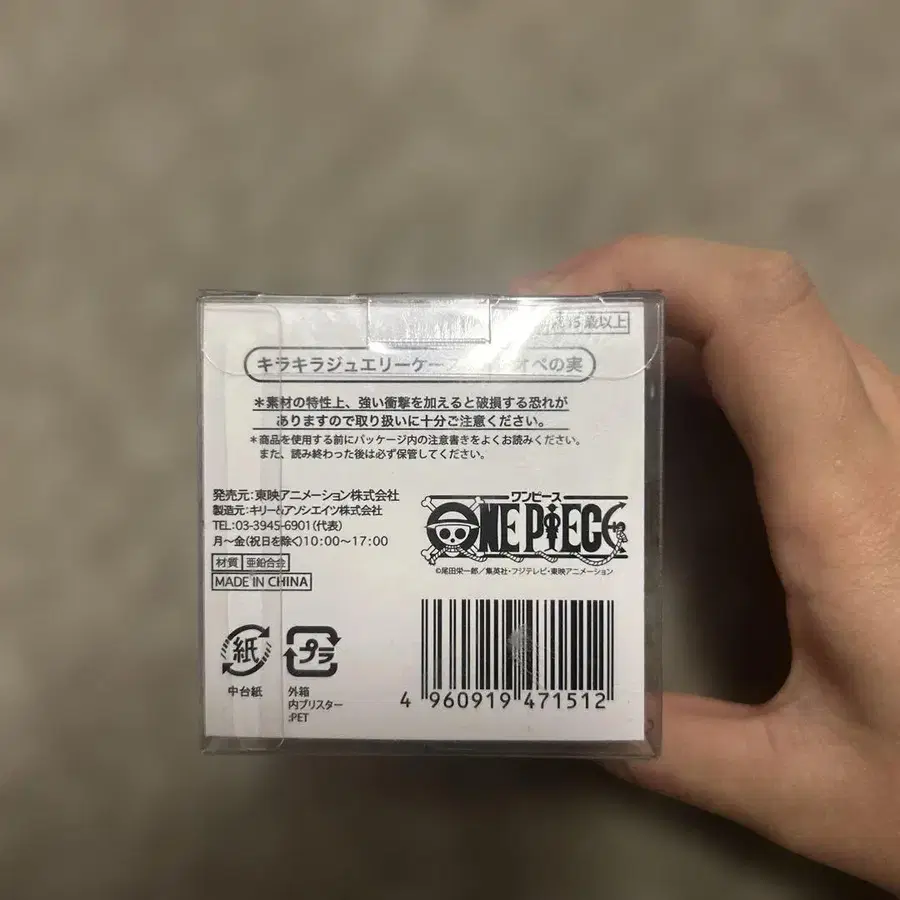 歳以上
キラキラジュエリーケース オペの実
＊素材の特性上、強い衝撃を加えると破損する恐れが
ありますので取り扱いに十分ご注意ください。
＊商品を使用する前にパッケージ内の注意書きをよくお読みください。
また、読み終わった後は必ず保管してください。
発売元：東映アニメーション株式会社
製造元：キリー&アソシエイツ株式会社
TEL：03-3945-6901（代表）
月～金（祝日を除く）10：00～17：00
材質 亜鉛合金
MADE IN CHINA
ワンピース
ONE PIECE
©尾田栄一郎／集英社・フジテレビ・東映アニメーション
紙
中台紙
プラ
外箱
内ブリスター
:PET
4 960919 471512